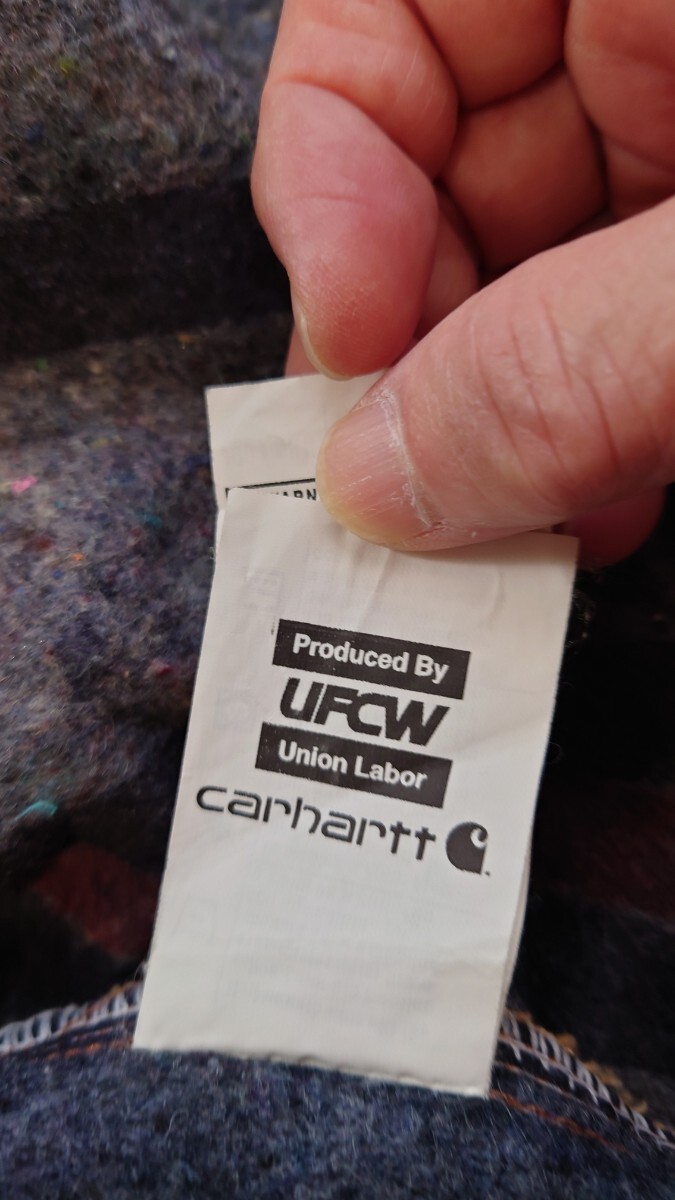 Produced By
UFCW
Union Labor
carhartt